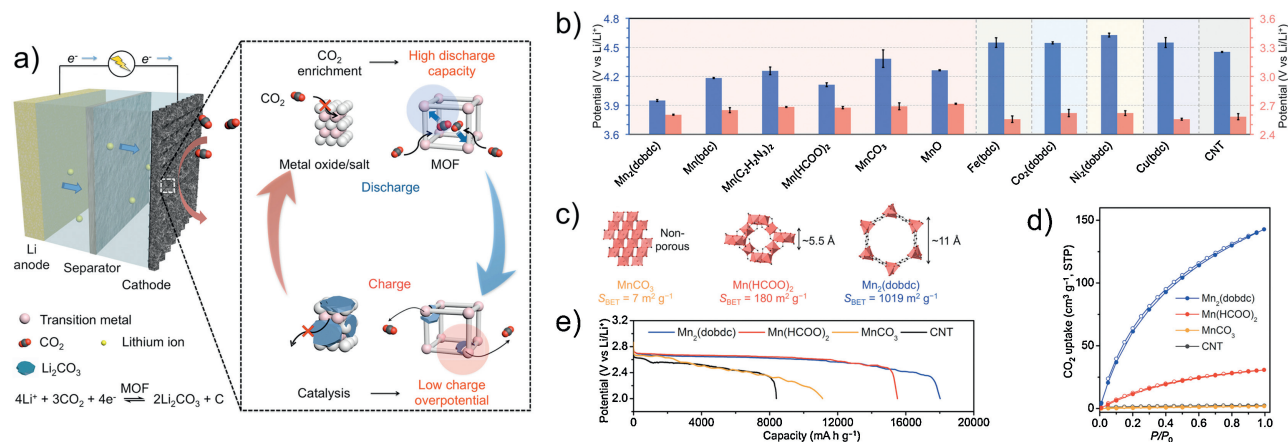 a)
e⁻
e⁻
CO₂
Li
anode
Separator
Cathode
Transition metal
CO₂
Lithium ion
Li₂CO₃
4Li⁺ + 3CO₂ + 4e⁻ ⇌ 2Li₂CO₃ + C
MOF
CO₂
enrichment
High discharge
capacity
CO₂
Metal oxide/salt
MOF
Discharge
Charge
Catalysis
Low charge
overpotential
b)
Potential (V vs Li/Li⁺)
4.8
4.5
4.2
3.9
3.6
3.6
3.3
3.0
2.7
2.4
Potential (V vs Li/Li⁺)
Mn₂(dobdc)
Mn(bdc)
Mn(C₂H₂N₃)₂
Mn(HCOO)₂
MnCO₃
MnO
Fe(bdc)
Co₂(dobdc)
Ni₂(dobdc)
Cu(bdc)
CNT
c)
Non-
porous
~5.5 Å
~11 Å
MnCO₃
S_BET = 7 m² g⁻¹
Mn(HCOO)₂
S_BET = 180 m² g⁻¹
Mn₂(dobdc)
S_BET = 1019 m² g⁻¹
d)
CO₂ uptake (cm³ g⁻¹, STP)
150
100
50
0
0.0 0.2 0.4 0.6 0.8 1.0
P/P₀
Mn₂(dobdc)
Mn(HCOO)₂
MnCO₃
CNT
e)
Potential (V vs Li/Li⁺)
2.8
2.4
2.0
1.6
Mn₂(dobdc) Mn(HCOO)₂ MnCO₃ CNT
0 4000 8000 12000 16000 20000
Capacity (mA h g⁻¹)